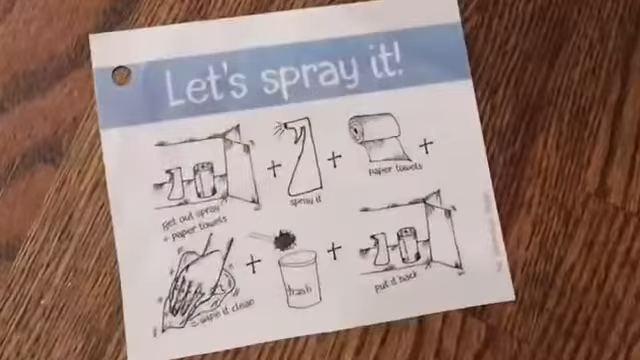 Let's spray it!
+ + +
get out spray
+ paper towels
spray it
paper towels
+ +
= wipe it clean
trash
put it back